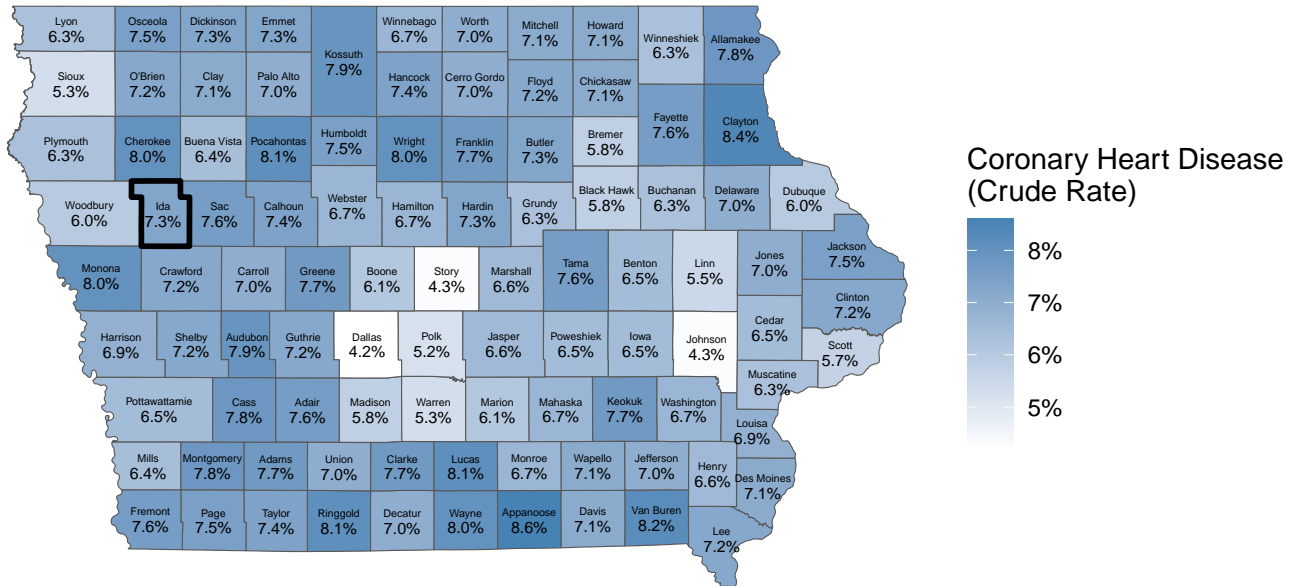 Lyon
6.3%
Osceola
7.5%
Dickinson
7.3%
Emmet
7.3%
Kossuth
7.9%
Winnebago
6.7%
Worth
7.0%
Mitchell
7.1%
Howard
7.1%
Winneshiek
6.3%
Allamakee
7.8%
Sioux
5.3%
O'Brien
7.2%
Clay
7.1%
Palo Alto
7.0%
Hancock
7.4%
Cerro Gordo
7.0%
Floyd
7.2%
Chickasaw
7.1%
Fayette
7.6%
Clayton
8.4%
Plymouth
6.3%
Cherokee
8.0%
Buena Vista
6.4%
Pocahontas
8.1%
Humboldt
7.5%
Wright
8.0%
Franklin
7.7%
Butler
7.3%
Bremer
5.8%
Woodbury
6.0%
Ida
7.3%
Sac
7.6%
Calhoun
7.4%
Webster
6.7%
Hamilton
6.7%
Hardin
7.3%
Grundy
6.3%
Black Hawk
5.8%
Buchanan
6.3%
Delaware
7.0%
Dubuque
6.0%
Monona
8.0%
Crawford
7.2%
Carroll
7.0%
Greene
7.7%
Boone
6.1%
Story
4.3%
Marshall
6.6%
Tama
7.6%
Benton
6.5%
Linn
5.5%
Jones
7.0%
Jackson
7.5%
Clinton
7.2%
Harrison
6.9%
Shelby
7.2%
Audubon
7.9%
Guthrie
7.2%
Dallas
4.2%
Polk
5.2%
Jasper
6.6%
Poweshiek
6.5%
Iowa
6.5%
Johnson
4.3%
Cedar
6.5%
Scott
5.7%
Muscatine
6.3%
Pottawattamie
6.5%
Cass
7.8%
Adair
7.6%
Madison
5.8%
Warren
5.3%
Marion
6.1%
Mahaska
6.7%
Keokuk
7.7%
Washington
6.7%
Louisa
6.9%
Mills
6.4%
Montgomery
7.8%
Adams
7.7%
Union
7.0%
Clarke
7.7%
Lucas
8.1%
Monroe
6.7%
Wapello
7.1%
Jefferson
7.0%
Henry
6.6%
Des Moines
7.1%
Fremont
7.6%
Page
7.5%
Taylor
7.4%
Ringgold
8.1%
Decatur
7.0%
Wayne
8.0%
Appanoose
8.6%
Davis
7.1%
Van Buren
8.2%
Lee
7.2%
Coronary Heart Disease
(Crude Rate)
8%
7%
6%
5%